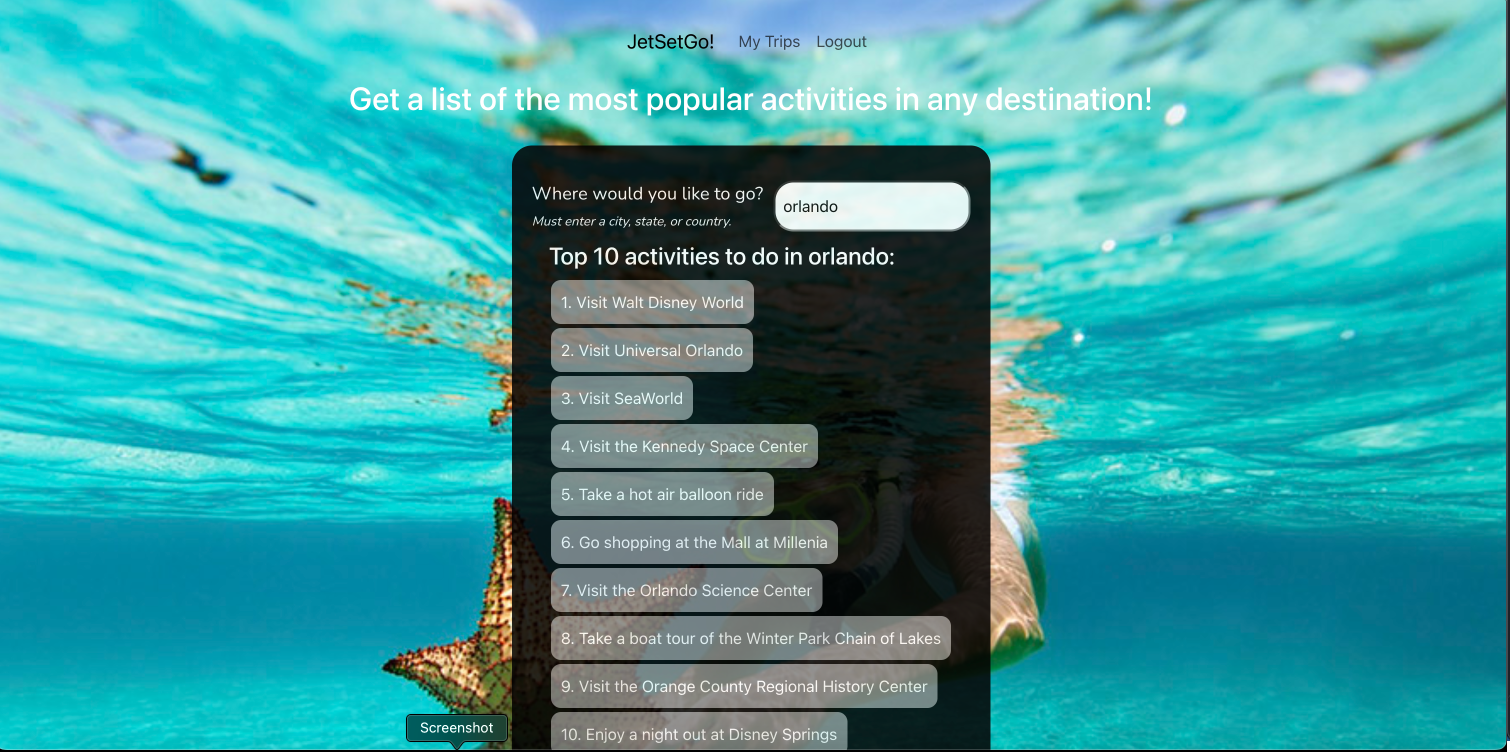 JetSetGo! My Trips Logout
Get a list of the most popular activities in any destination!
Where would you like to go? orlando
Must enter a city, state, or country.
Top 10 activities to do in orlando:
1. Visit Walt Disney World
2. Visit Universal Orlando
3. Visit SeaWorld
4. Visit the Kennedy Space Center
5. Take a hot air balloon ride
6. Go shopping at the Mall at Millenia
7. Visit the Orlando Science Center
8. Take a boat tour of the Winter Park Chain of Lakes
9. Visit the Orange County Regional History Center
10. Enjoy a night out at Disney Springs
Screenshot